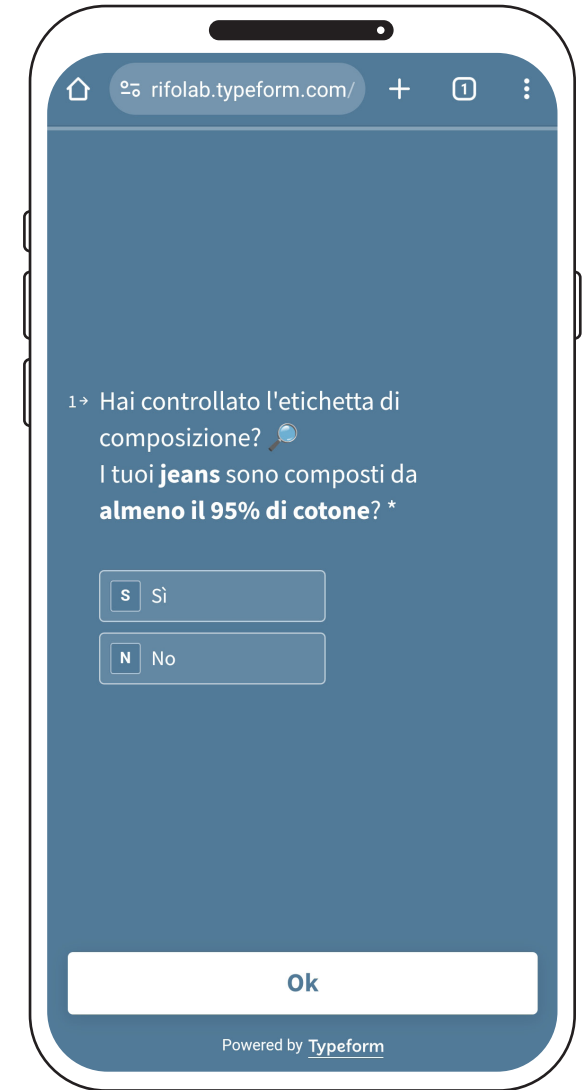 rifolab.typeform.com/
1
1→ Hai controllato l'etichetta di
composizione? 🔎
I tuoi jeans sono composti da
almeno il 95% di cotone? *
S Sì
N No
Ok
Powered by Typeform